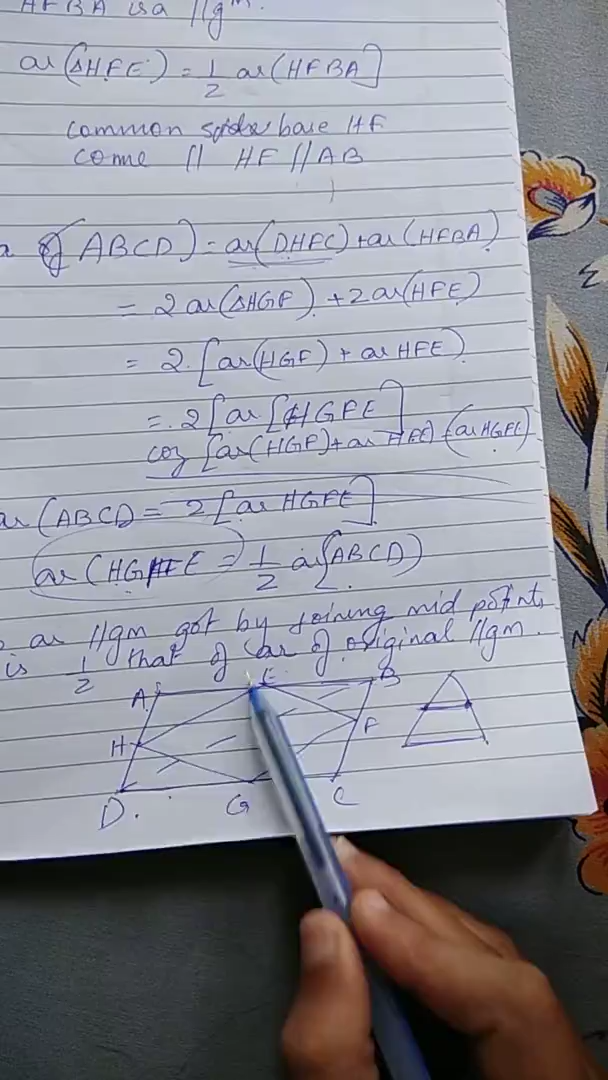 HFBA is a ||gm.
ar(ΔHFE) = 1/2 ar(HFBA]
common base HF
come || HF || AB
of ABCD) = ar(DHFC) + ar(HFBA)
= 2 ar(ΔHGF) + 2 ar(HFE)
= 2. [ar(HGF) + ar HFE)
= 2[ar [HGFE]
coz [ar(HGF) + ar HFE) = (ar HGFE)
ar(ABCD = 2[ar HGFE].
ar(HGFE = 1/2 ar[ABCD)
ar ||gm got by joining mid points
is 1/2 that of ar of original ||gm.
A E B
H F
D. G C